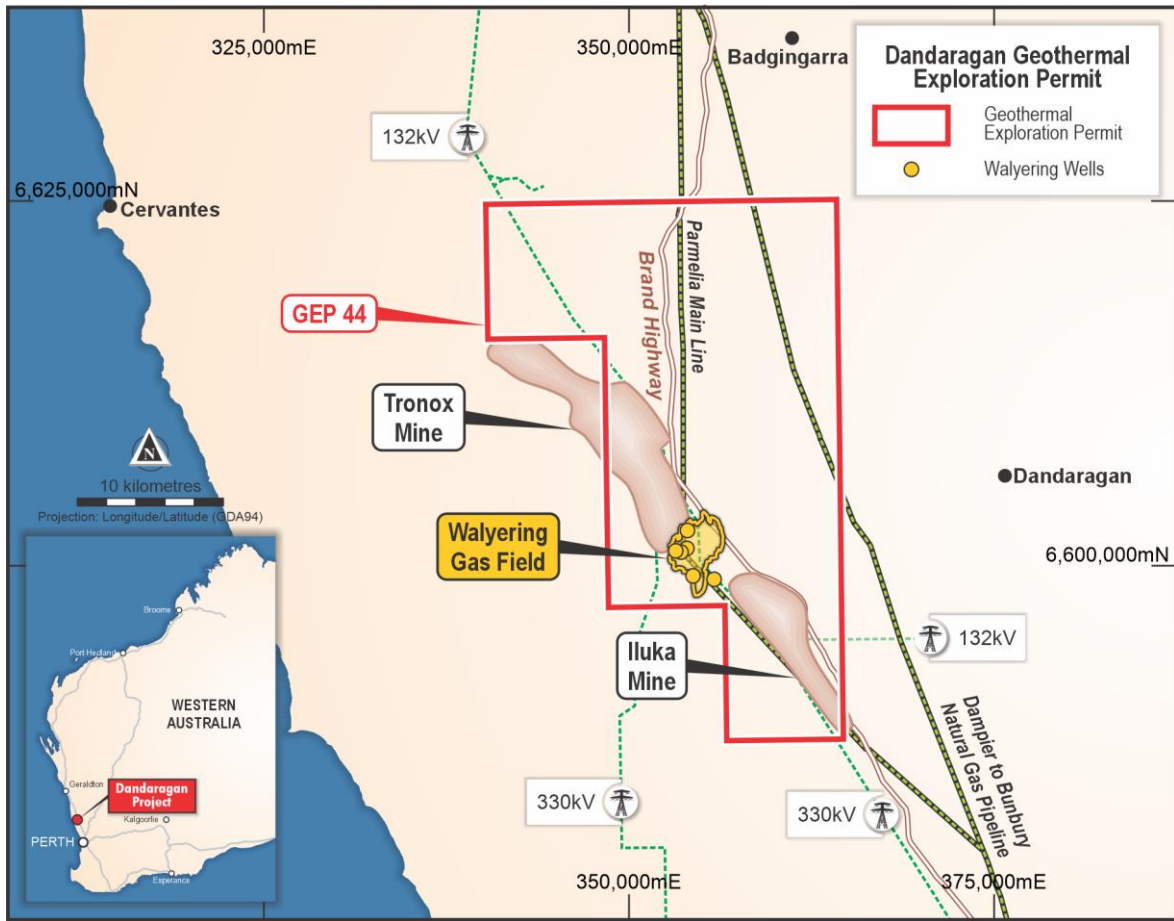 325,000mE
350,000mE
Badgingarra
Dandaragan Geothermal
Exploration Permit
Geothermal
Exploration Permit
Walyering Wells
132kV
6,625,000mN
Cervantes
Parmelia Main Line
Brand Highway
GEP 44
Tronox
Mine
N
10 kilometres
Projection: Longitude/Latitude (GDA94)
Dandaragan
Walyering
Gas Field
6,600,000mN
132kV
Iluka
Mine
Dampier to Bunbury
Natural Gas Pipeline
330kV
330kV
350,000mE
375,000mE
Broome
Port Hedland
WESTERN
AUSTRALIA
Geraldton
Dandaragan
Project
Kalgoorlie
PERTH
Esperance